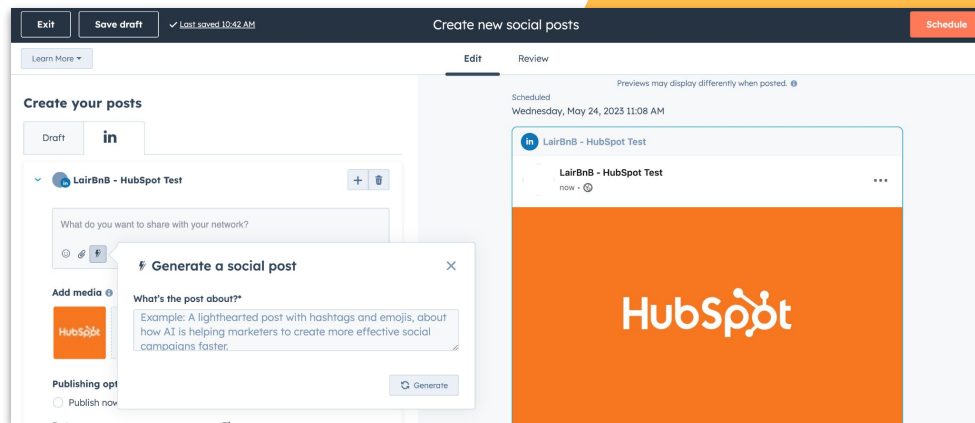 Exit
Save draft
Last saved 10:42 AM
Create new social posts
Schedule
Learn More
Edit
Review
Previews may display differently when posted.
Create your posts
Scheduled
Wednesday, May 24, 2023 11:08 AM
Draft
in
in LairBnB - HubSpot Test
in LairBnB - HubSpot Test
LairBnB - HubSpot Test
now •
What do you want to share with your network?
Generate a social post
Add media
What's the post about?*
Example: A lighthearted post with hashtags and emojis, about
how AI is helping marketers to create more effective social
campaigns faster.
HubSpot
HubSpot
Generate
Publishing opt
Publish now